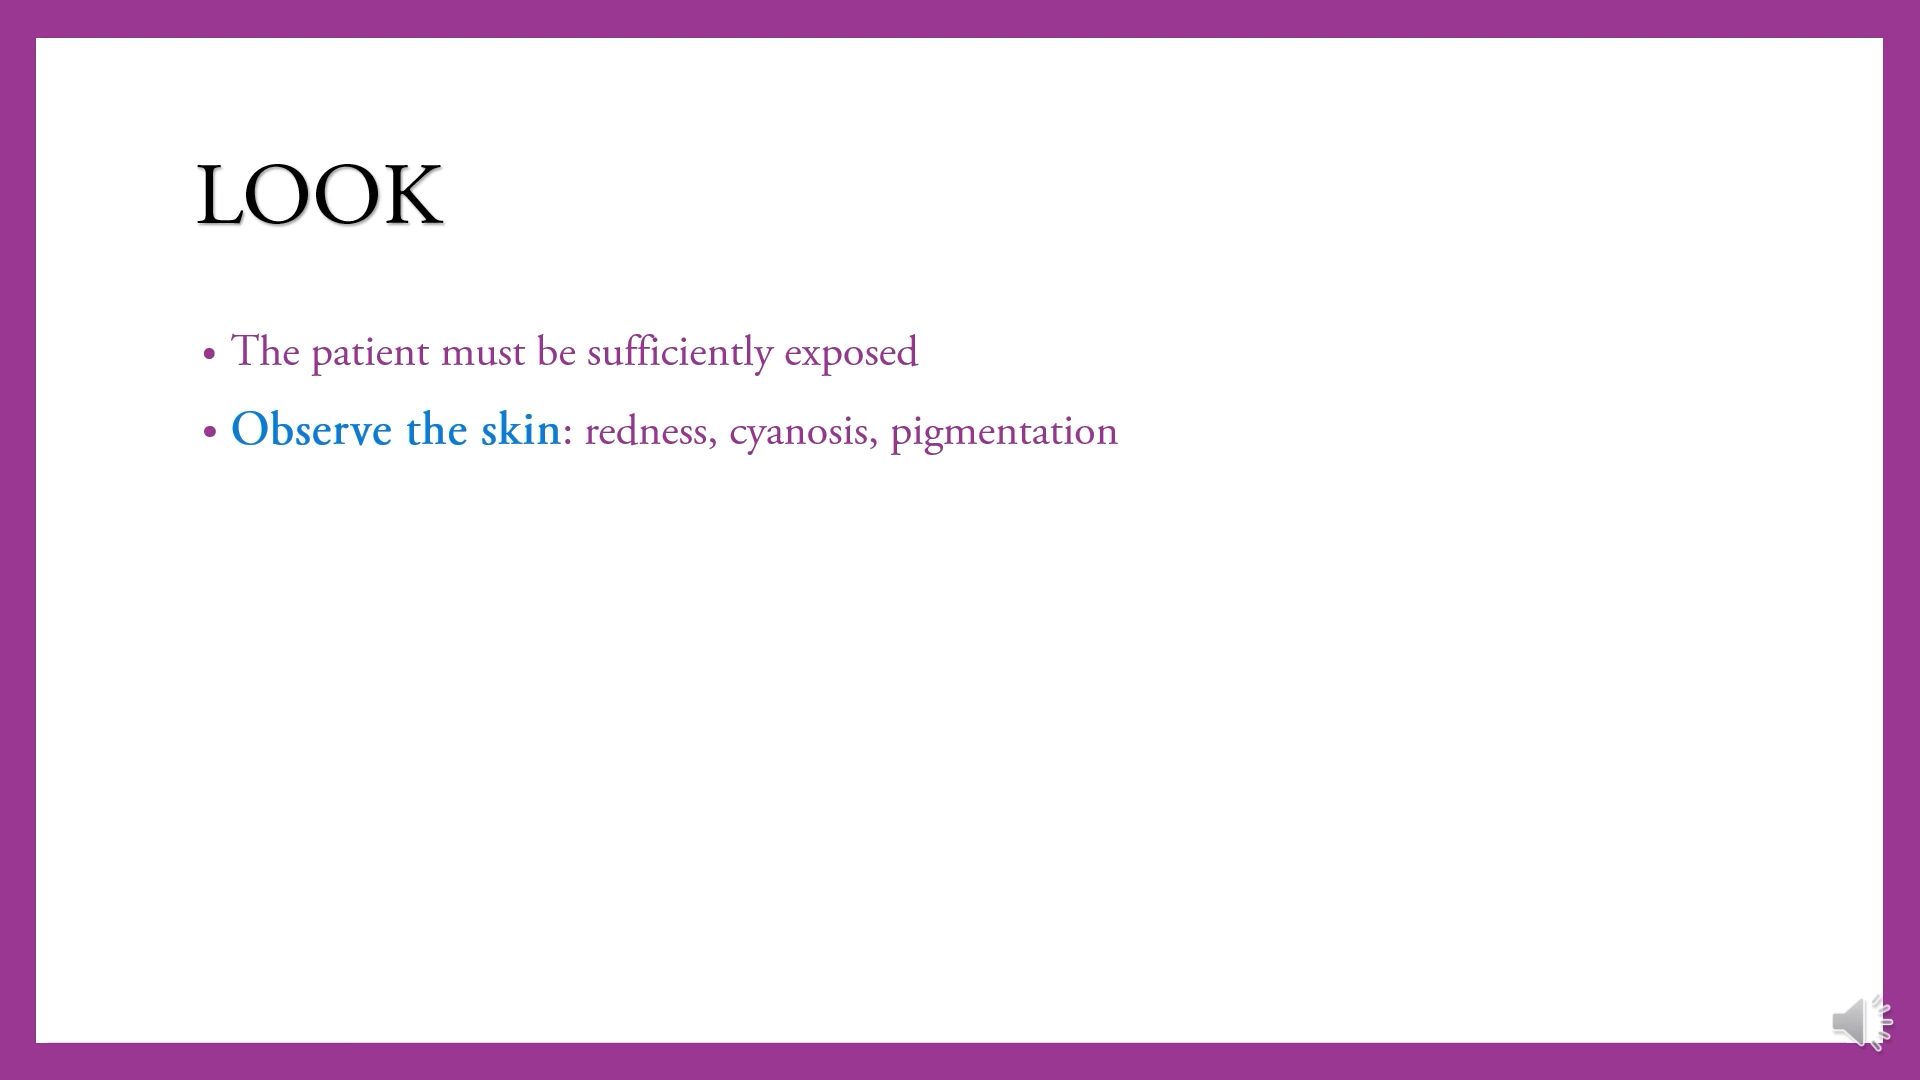 LOOK
• The patient must be sufficiently exposed
• Observe the skin: redness, cyanosis, pigmentation